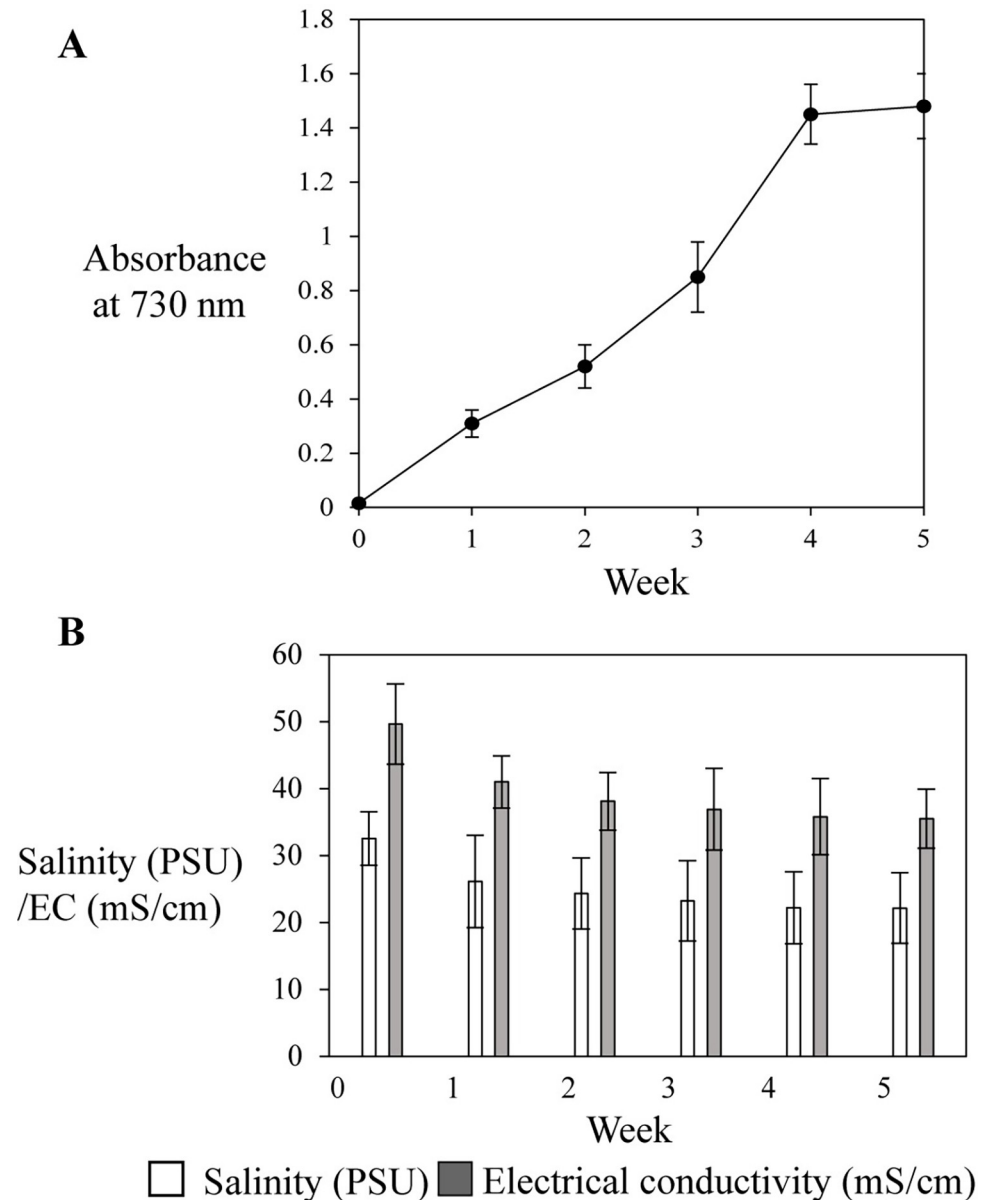 A
1.8
1.6
1.4
1.2
1
0.8
0.6
0.4
0.2
0
Absorbance
at 730 nm
0 1 2 3 4 5
Week
B
60
50
40
30
20
10
0
Salinity (PSU)
/EC (mS/cm)
0 1 2 3 4 5
Week
Salinity (PSU) Electrical conductivity (mS/cm)